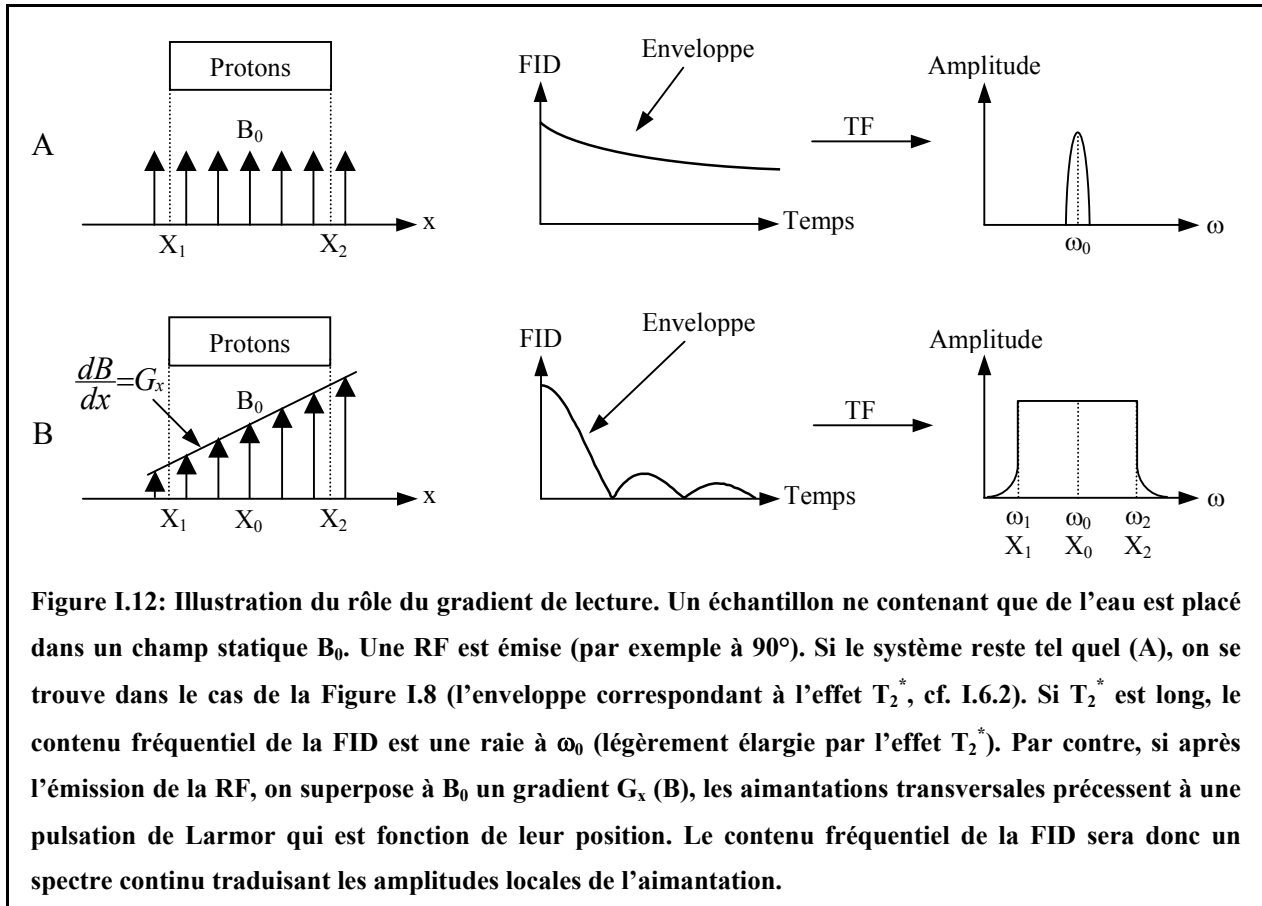 Protons
B₀
A
x
X₁ X₂
FID
Enveloppe
Temps
TF
Amplitude
ω₀
ω
Protons
dB/dx=Gₓ
B₀
B
x
X₁ X₀ X₂
FID
Enveloppe
Temps
TF
Amplitude
ω₁ ω₀ ω₂
ω
X₁ X₀ X₂
Figure I.12: Illustration du rôle du gradient de lecture. Un échantillon ne contenant que de l’eau est placé
dans un champ statique B₀. Une RF est émise (par exemple à 90°). Si le système reste tel quel (A), on se
trouve dans le cas de la Figure I.8 (l’enveloppe correspondant à l’effet T₂*, cf. I.6.2). Si T₂* est long, le
contenu fréquentiel de la FID est une raie à ω₀ (légèrement élargie par l’effet T₂*). Par contre, si après
l’émission de la RF, on superpose à B₀ un gradient Gₓ (B), les aimantations transversales précessent à une
pulsation de Larmor qui est fonction de leur position. Le contenu fréquentiel de la FID sera donc un
spectre continu traduisant les amplitudes locales de l’aimantation.